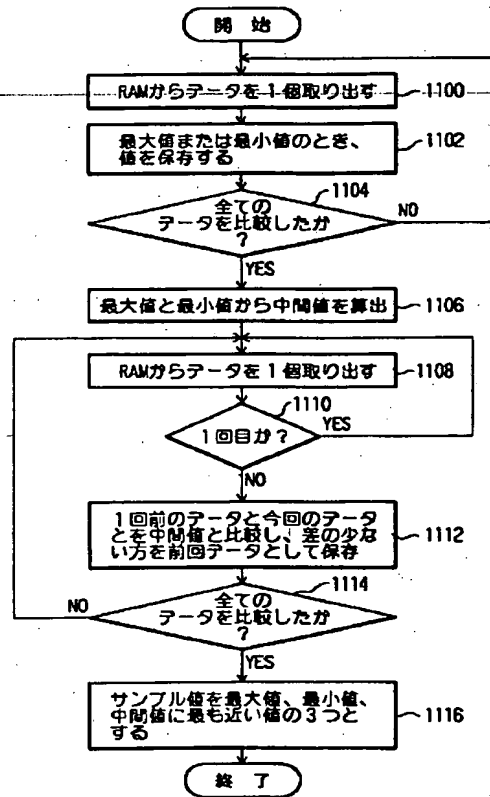 開 始
RAMからデータを1個取り出す
1100
最大値または最小値のとき、
値を保存する
1102
1104
全ての
データを比較したか
?
NO
YES
最大値と最小値から中間値を算出
1106
RAMからデータを1個取り出す
1108
1110
1回目か?
YES
NO
1回前のデータと今回のデータ
とを中間値と比較し、差の少な
い方を前回データとして保存
1112
1114
全ての
データを比較したか
?
NO
YES
サンプル値を最大値、最小値、
中間値に最も近い値の3つと
する
1116
終 了